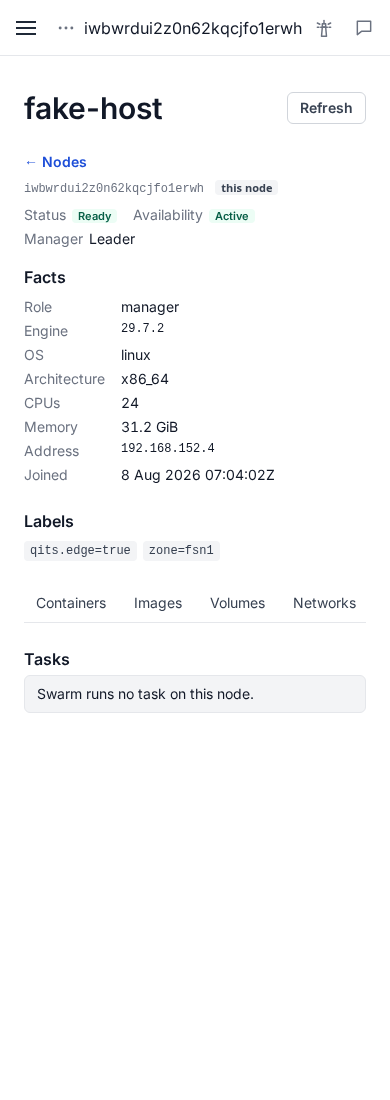 iwbwrdui2z0n62kqcjfo1erwh
fake-host
Refresh
← Nodes
iwbwrdui2z0n62kqcjfo1erwh this node
Status Ready Availability Active
Manager Leader
Facts
Role manager
Engine 29.7.2
OS linux
Architecture x86_64
CPUs 24
Memory 31.2 GiB
Address 192.168.152.4
Joined 8 Aug 2026 07:04:02Z
Labels
qits.edge=true zone=fsn1
Containers Images Volumes Networks
Tasks
Swarm runs no task on this node.